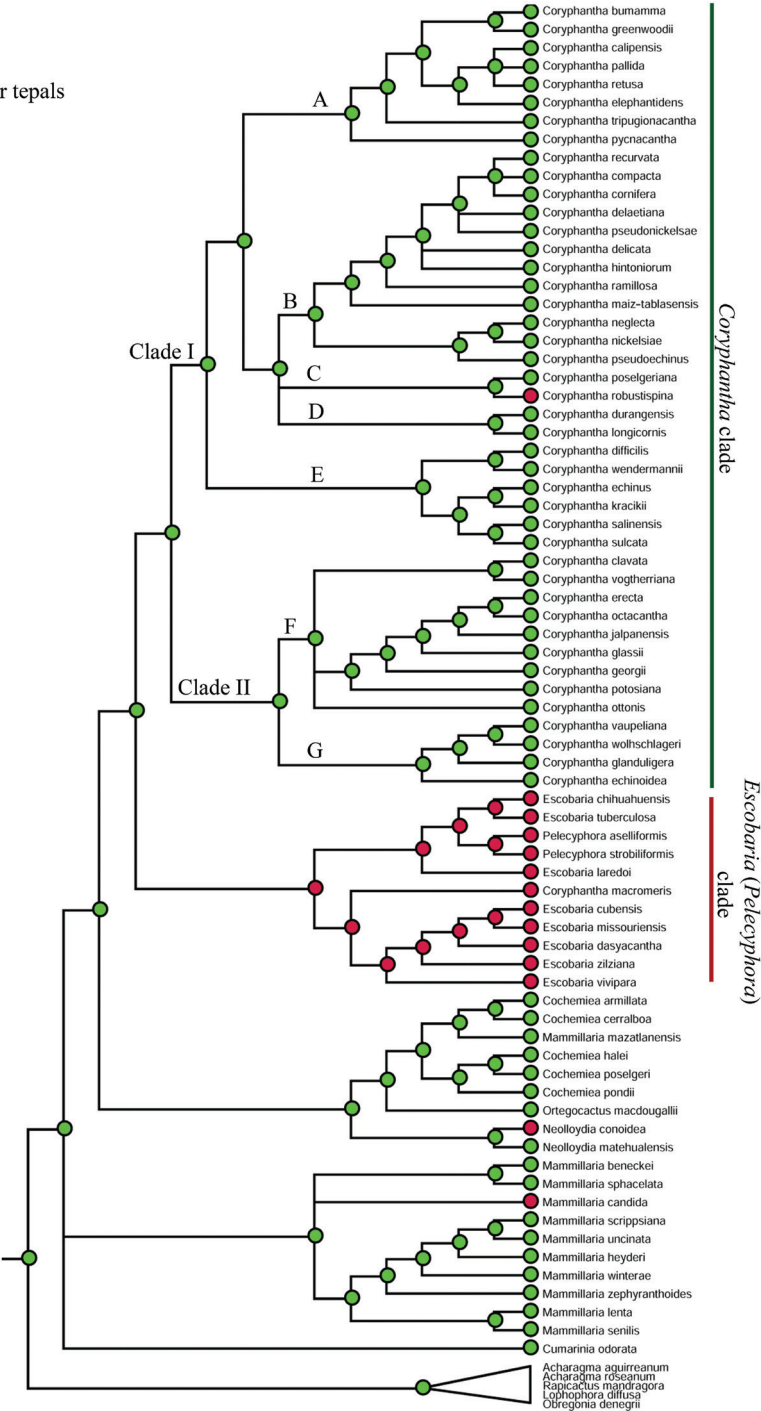 r tepals
A
B
Clade I
C
D
E
F
Clade II
G
Coryphantha bumamma
Coryphantha greenwoodii
Coryphantha calipensis
Coryphantha pallida
Coryphantha retusa
Coryphantha elephantidens
Coryphantha tripugionacantha
Coryphantha pycnacantha
Coryphantha recurvata
Coryphantha compacta
Coryphantha cornifera
Coryphantha delaetiana
Coryphantha pseudonickelsae
Coryphantha delicata
Coryphantha hintoniorum
Coryphantha ramillosa
Coryphantha maiz-tablasensis
Coryphantha neglecta
Coryphantha nickelsiae
Coryphantha pseudoechinus
Coryphantha poselgeriana
Coryphantha robustispina
Coryphantha durangensis
Coryphantha longicornis
Coryphantha difficilis
Coryphantha wendermannii
Coryphantha echinus
Coryphantha kracikii
Coryphantha salinensis
Coryphantha sulcata
Coryphantha clavata
Coryphantha vogtherriana
Coryphantha erecta
Coryphantha octacantha
Coryphantha jalpanensis
Coryphantha glassii
Coryphantha georgii
Coryphantha potosiana
Coryphantha ottonis
Coryphantha vaupeliana
Coryphantha wolhschlageri
Coryphantha glanduligera
Coryphantha echinoidea
Escobaria chihuahuensis
Escobaria tuberculosa
Pelecyphora aselliformis
Pelecyphora strobiliformis
Escobaria laredoi
Coryphantha macromeris
Escobaria cubensis
Escobaria missouriensis
Escobaria dasyacantha
Escobaria zilziana
Escobaria vivipara
Cochemiea armillata
Cochemiea cerralboa
Mammillaria mazatlanensis
Cochemiea halei
Cochemiea poselgeri
Cochemiea pondii
Ortegocactus macdougallii
Neolloydia conoidea
Neolloydia matehualensis
Mammillaria beneckei
Mammillaria sphacelata
Mammillaria candida
Mammillaria scrippsiana
Mammillaria uncinata
Mammillaria heyderi
Mammillaria winterae
Mammillaria zephyranthoides
Mammillaria lenta
Mammillaria senilis
Cumarinia odorata
Acharagma aguirreanum
Acharagma roseanum
Rapicactus mandragora
Lophophora diffusa
Obregonia denegrii
Coryphantha clade
Escobaria (Pelecyphora)
clade